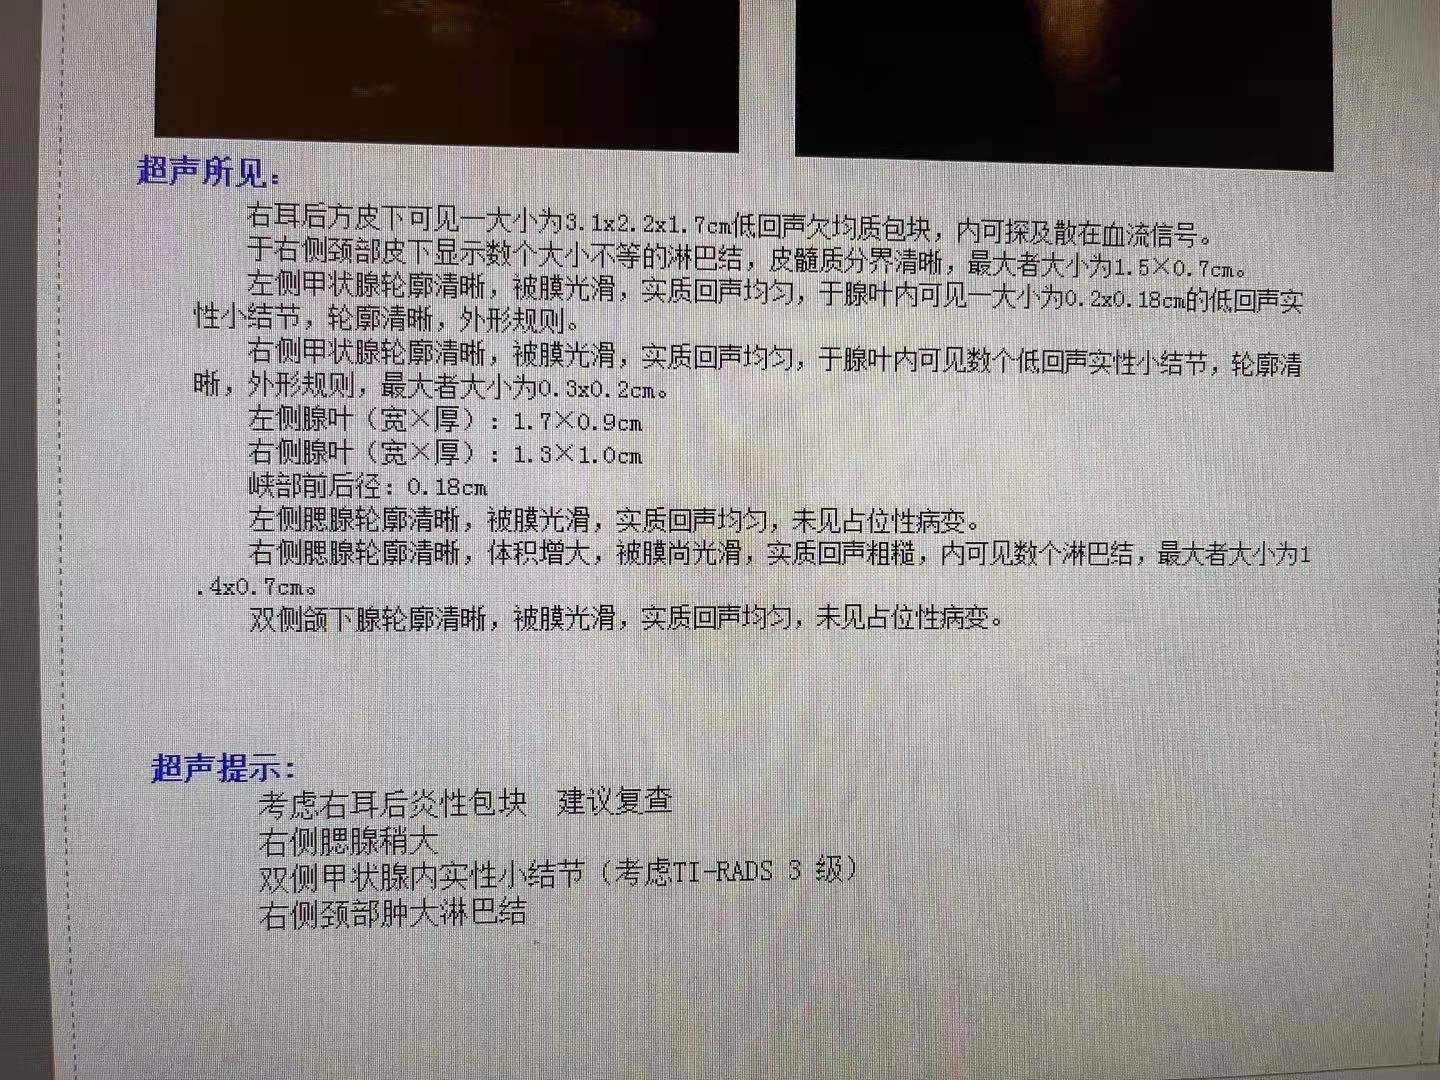 超声所见：
右耳后方皮下可见一大小为3.1x2.2x1.7cm低回声欠均质包块，内可探及散在血流信号。
于右侧颈部皮下显示数个大小不等的淋巴结，皮髓质分界清晰，最大者大小为1.5×0.7cm。
左侧甲状腺轮廓清晰，被膜光滑，实质回声均匀，于腺叶内可见一大小为0.2x0.18cm的低回声实
性小结节，轮廓清晰，外形规则。
右侧甲状腺轮廓清晰，被膜光滑，实质回声均匀，于腺叶内可见数个低回声实性小结节，轮廓清
晰，外形规则，最大者大小为0.3x0.2cm。
左侧腺叶（宽×厚）：1.7×0.9cm
右侧腺叶（宽×厚）：1.3×1.0cm
峡部前后径：0.18cm
左侧腮腺轮廓清晰，被膜光滑，实质回声均匀，未见占位性病变。
右侧腮腺轮廓清晰，体积增大，被膜尚光滑，实质回声粗糙，内可见数个淋巴结，最大者大小为1
.4x0.7cm。
双侧颌下腺轮廓清晰，被膜光滑，实质回声均匀，未见占位性病变。
超声提示：
考虑右耳后炎性包块 建议复查
右侧腮腺稍大
双侧甲状腺内实性小结节（考虑TI-RADS 3 级）
右侧颈部肿大淋巴结